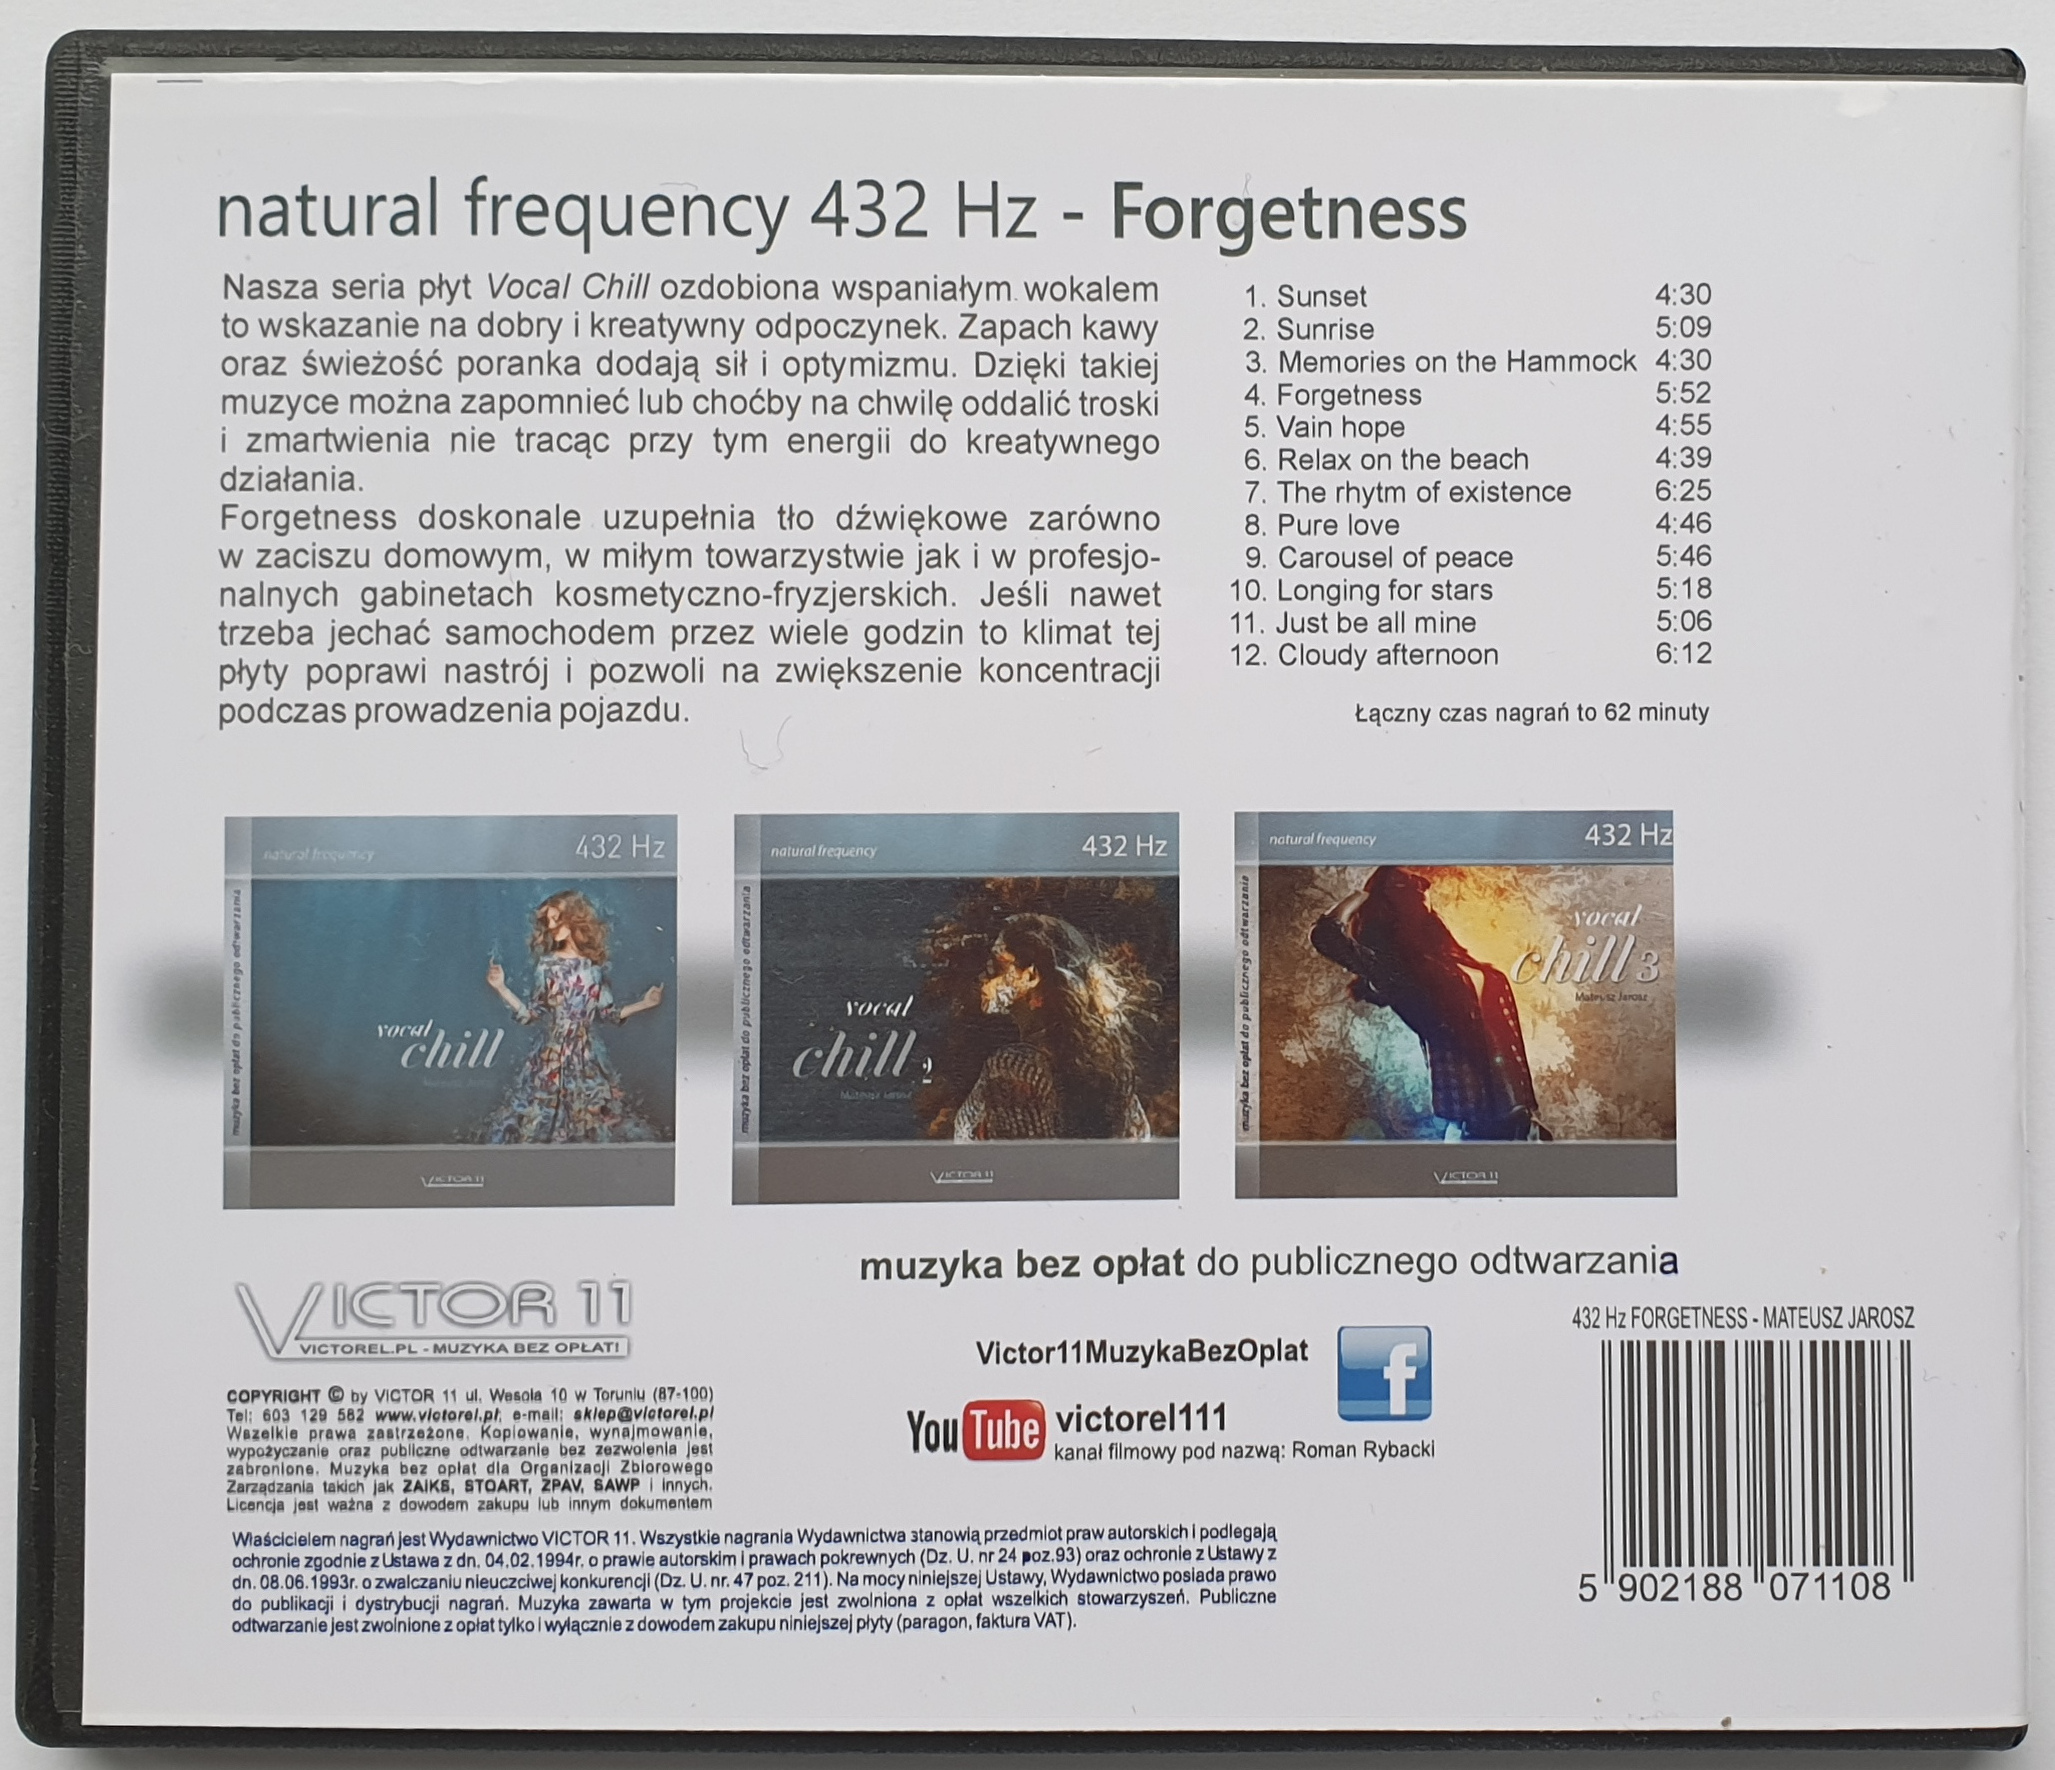 natural frequency 432 Hz - Forgetness
Nasza seria płyt Vocal Chill ozdobiona wspaniałym wokalem
to wskazanie na dobry i kreatywny odpoczynek. Zapach kawy
oraz świeżość poranka dodają sił i optymizmu. Dzięki takiej
muzyce można zapomnieć lub choćby na chwilę oddalić troski
i zmartwienia nie tracąc przy tym energii do kreatywnego
działania.
Forgetness doskonale uzupełnia tło dźwiękowe zarówno
w zaciszu domowym, w miłym towarzystwie jak i w profesjo-
nalnych gabinetach kosmetyczno-fryzjerskich. Jeśli nawet
trzeba jechać samochodem przez wiele godzin to klimat tej
płyty poprawi nastrój i pozwoli na zwiększenie koncentracji
podczas prowadzenia pojazdu.
1. Sunset 4:30
2. Sunrise 5:09
3. Memories on the Hammock 4:30
4. Forgetness 5:52
5. Vain hope 4:55
6. Relax on the beach 4:39
7. The rhytm of existence 6:25
8. Pure love 4:46
9. Carousel of peace 5:46
10. Longing for stars 5:18
11. Just be all mine 5:06
12. Cloudy afternoon 6:12
Łączny czas nagrań to 62 minuty
natural frequency 432 Hz
muzyka bez opłat do publicznego odtwarzania
vocal
chill
VICTOR 11
natural frequency 432 Hz
muzyka bez opłat do publicznego odtwarzania
vocal
chill 2
Mateusz Jarosz
VICTOR 11
natural frequency 432 Hz
muzyka bez opłat do publicznego odtwarzania
vocal
chill 3
Mateusz Jarosz
VICTOR 11
muzyka bez opłat do publicznego odtwarzania
VICTOR 11
VICTOREL.PL - MUZYKA BEZ OPŁAT!
COPYRIGHT © by VICTOR 11 ul. Wesoła 10 w Toruniu (87-100)
Tel: 603 129 582 www.victorel.pl, e-mail: sklep@victorel.pl
Wszelkie prawa zastrzeżone. Kopiowanie, wynajmowanie,
wypożyczanie oraz publiczne odtwarzanie bez zezwolenia jest
zabronione. Muzyka bez opłat dla Organizacji Zbiorowego
Zarządzania takich jak ZAIKS, STOART, ZPAV, SAWP i innych.
Licencja jest ważna z dowodem zakupu lub innym dokumentem
Victor11MuzykaBezOplat
f
YouTube victorel111
kanał filmowy pod nazwą: Roman Rybacki
432 Hz FORGETNESS - MATEUSZ JAROSZ
5 902188 071108
Właścicielem nagrań jest Wydawnictwo VICTOR 11. Wszystkie nagrania Wydawnictwa stanowią przedmiot praw autorskich i podlegają
ochronie zgodnie z Ustawa z dn. 04.02.1994r. o prawie autorskim i prawach pokrewnych (Dz. U. nr 24 poz.93) oraz ochronie z Ustawy z
dn. 08.06.1993r. o zwalczaniu nieuczciwej konkurencji (Dz. U. nr. 47 poz. 211). Na mocy niniejszej Ustawy, Wydawnictwo posiada prawo
do publikacji i dystrybucji nagrań. Muzyka zawarta w tym projekcie jest zwolniona z opłat wszelkich stowarzyszeń. Publiczne
odtwarzanie jest zwolnione z opłat tylko i wyłącznie z dowodem zakupu niniejszej płyty (paragon, faktura VAT).